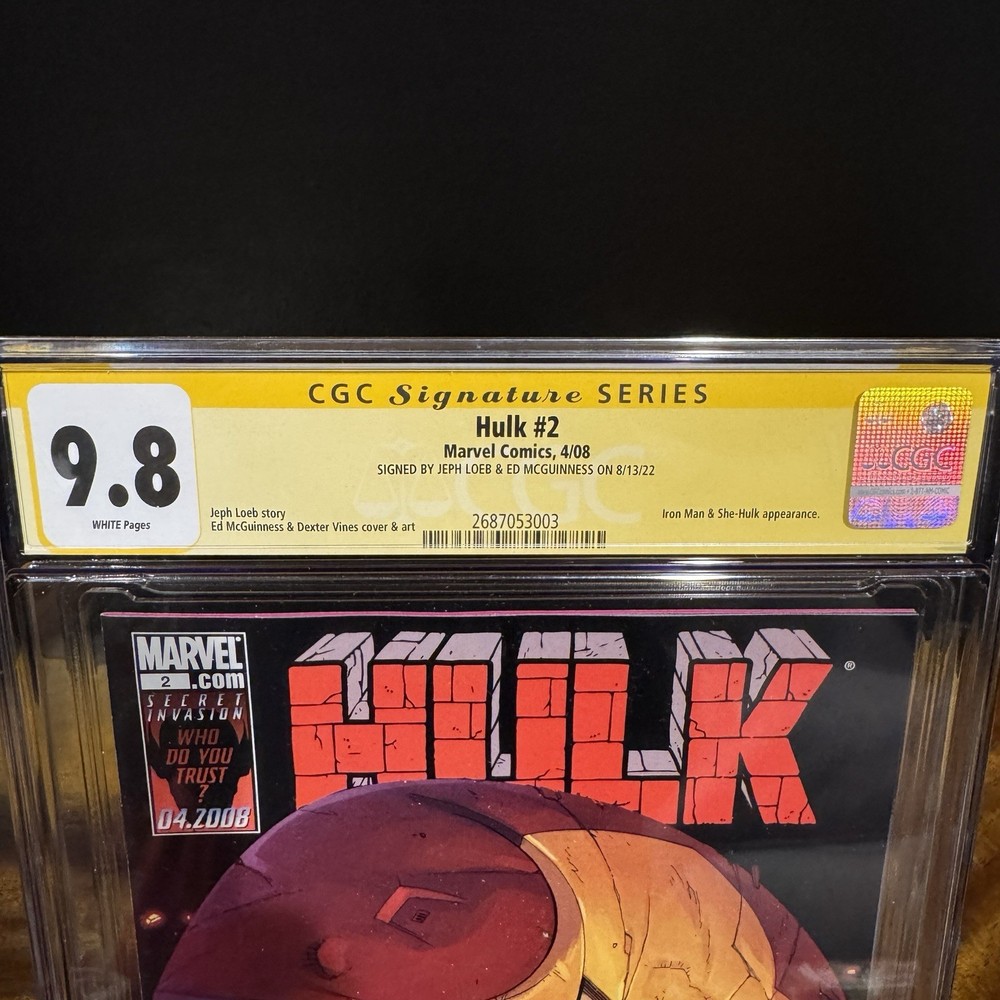 CGC Signature SERIES
Hulk #2
Marvel Comics, 4/08
SIGNED BY JEPH LOEB & ED MCGUINNESS ON 8/13/22
9.8
WHITE Pages
Jeph Loeb story
Ed McGuinness & Dexter Vines cover & art
2687053003
Iron Man & She-Hulk appearance.
CGC
MARVEL
2 .com
SECRET
INVASION
WHO
DO YOU
TRUST
?
04.2008
HULK®